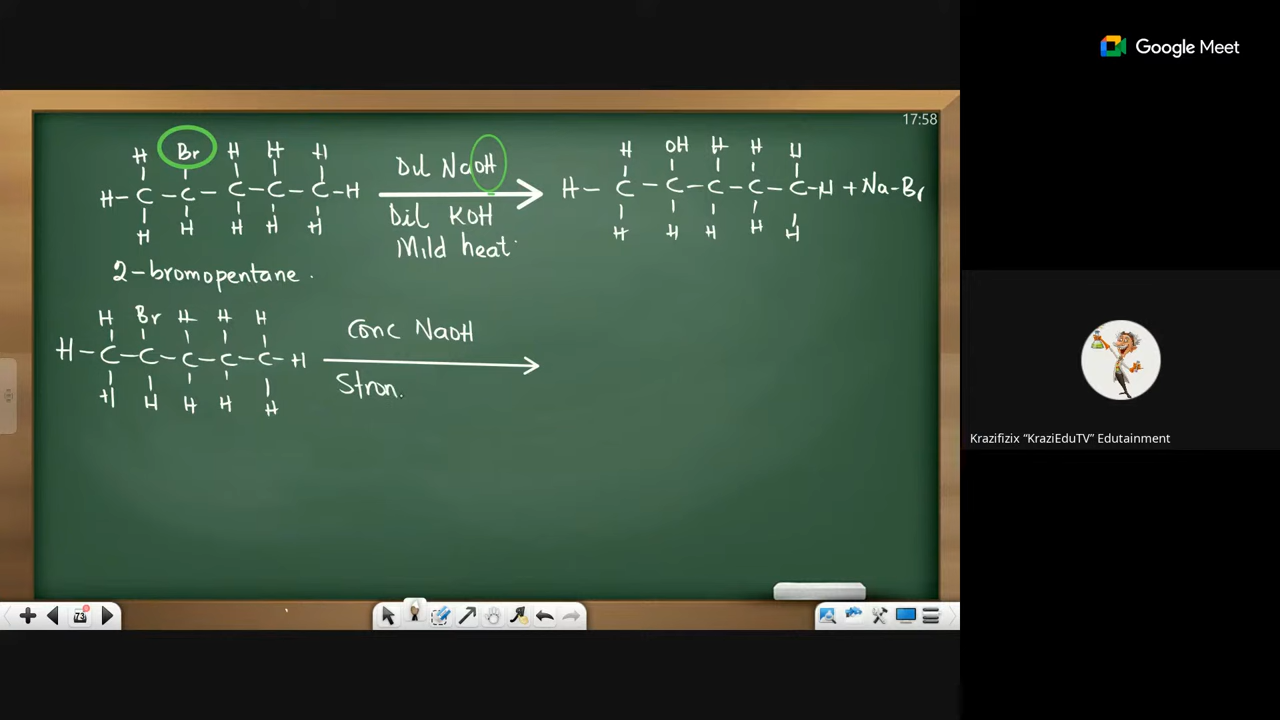 Google Meet
17:58
H Br H H H
H-C-C-C-C-C-H
H H H H H
Dil NaOH
Dil KOH
Mild heat
H OH H H H
H-C-C-C-C-C-H + Na-Br
H H H H H
2-bromopentane.
H Br H H H
H-C-C-C-C-C-H
H H H H H
Conc NaOH
Stron
73
Krazifizix “KraziEduTV” Edutainment